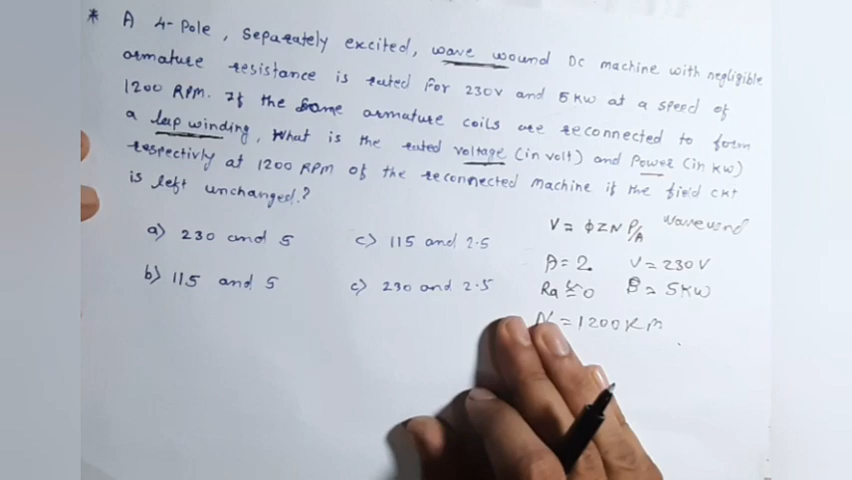 * A 4-Pole, Separately excited, wave wound DC machine with negligible
armature resistance is rated For 230V and 5kw at a speed of
1200 RPM. If the Same armature coils are reconnected to form
a lap winding, What is the rated voltage (in volt) and Power (in kw)
respectivly at 1200 RPM of the reconnected machine if the field ckt
is left unchanged.?
a) 230 and 5
c) 115 and 2.5
b) 115 and 5
c) 230 and 2.5
V = ΦZN P/A
A = 2 V = 230 V
Ra ≅ 0 = 5KW
N = 1200